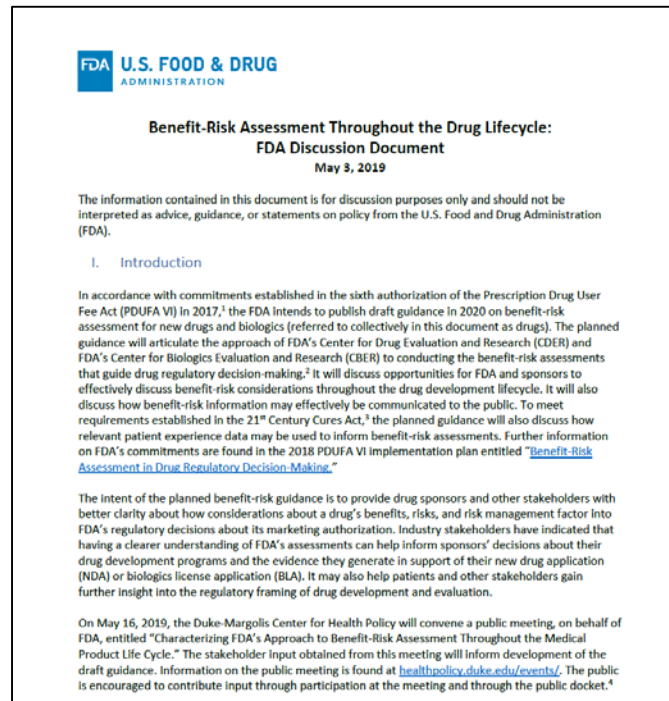 FDA U.S. FOOD & DRUG
ADMINISTRATION
Benefit-Risk Assessment Throughout the Drug Lifecycle:
FDA Discussion Document
May 3, 2019
The information contained in this document is for discussion purposes only and should not be
interpreted as advice, guidance, or statements on policy from the U.S. Food and Drug Administration
(FDA).
I. Introduction
In accordance with commitments established in the sixth authorization of the Prescription Drug User
Fee Act (PDUFA VI) in 2017,¹ the FDA intends to publish draft guidance in 2020 on benefit-risk
assessment for new drugs and biologics (referred to collectively in this document as drugs). The planned
guidance will articulate the approach of FDA's Center for Drug Evaluation and Research (CDER) and
FDA's Center for Biologics Evaluation and Research (CBER) to conducting the benefit-risk assessments
that guide drug regulatory decision-making.² It will discuss opportunities for FDA and sponsors to
effectively discuss benefit-risk considerations throughout the drug development lifecycle. It will also
discuss how benefit-risk information may effectively be communicated to the public. To meet
requirements established in the 21st Century Cures Act,³ the planned guidance will also discuss how
relevant patient experience data may be used to inform benefit-risk assessments. Further information
on FDA's commitments are found in the 2018 PDUFA VI implementation plan entitled “Benefit-Risk
Assessment in Drug Regulatory Decision-Making.”
The intent of the planned benefit-risk guidance is to provide drug sponsors and other stakeholders with
better clarity about how considerations about a drug's benefits, risks, and risk management factor into
FDA's regulatory decisions about its marketing authorization. Industry stakeholders have indicated that
having a clearer understanding of FDA's assessments can help inform sponsors' decisions about their
drug development programs and the evidence they generate in support of their new drug application
(NDA) or biologics license application (BLA). It may also help patients and other stakeholders gain
further insight into the regulatory framing of drug development and evaluation.
On May 16, 2019, the Duke-Margolis Center for Health Policy will convene a public meeting, on behalf of
FDA, entitled “Characterizing FDA's Approach to Benefit-Risk Assessment Throughout the Medical
Product Life Cycle.” The stakeholder input obtained from this meeting will inform development of the
draft guidance. Information on the public meeting is found at healthpolicy.duke.edu/events/. The public
is encouraged to contribute input through participation at the meeting and through the public docket.⁴